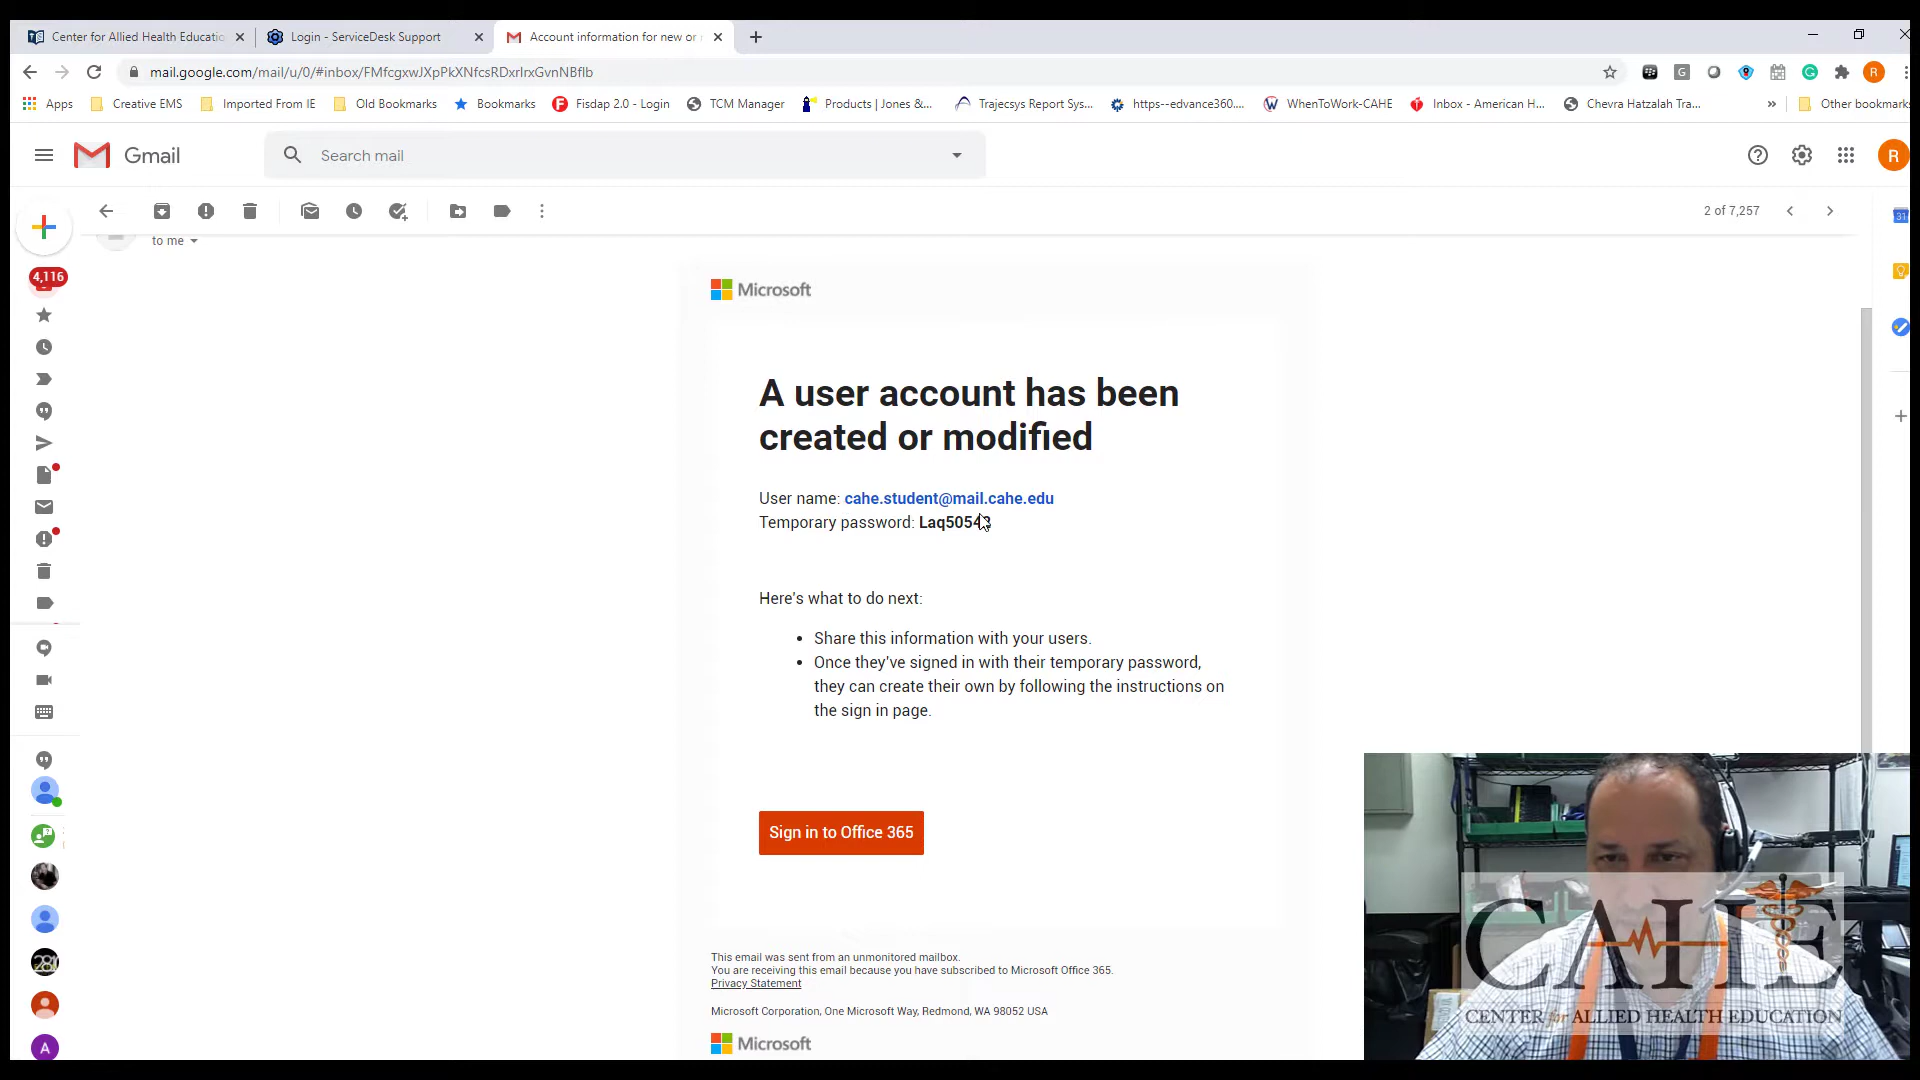 Center for Allied Health Educatio
Login - ServiceDesk Support
Account information for new or
mail.google.com/mail/u/0/#inbox/FMfcgxwJXpPkXNfcsRDxrlrxGvnNBflb
R
Apps
Creative EMS
Imported From IE
Old Bookmarks
Bookmarks
Fisdap 2.0 - Login
TCM Manager
Products | Jones &...
Trajecsys Report Sys...
https--edvance360....
WhenToWork-CAHE
Inbox - American H...
Chevra Hatzalah Tra...
»
Other bookmarks
Gmail
Search mail
R
2 of 7,257
31
to me
4,116
Microsoft
A user account has been
created or modified
User name: cahe.student@mail.cahe.edu
Temporary password:
Here's what to do next:
• Share this information with your users.
• Once they've signed in with their temporary password,
they can create their own by following the instructions on
the sign in page.
Sign in to Office 365
This email was sent from an unmonitored mailbox.
You are receiving this email because you have subscribed to Microsoft Office 365.
Privacy Statement
Microsoft Corporation, One Microsoft Way, Redmond, WA 98052 USA
Microsoft
A
CAHE
CENTER for ALLIED HEALTH EDUCATION